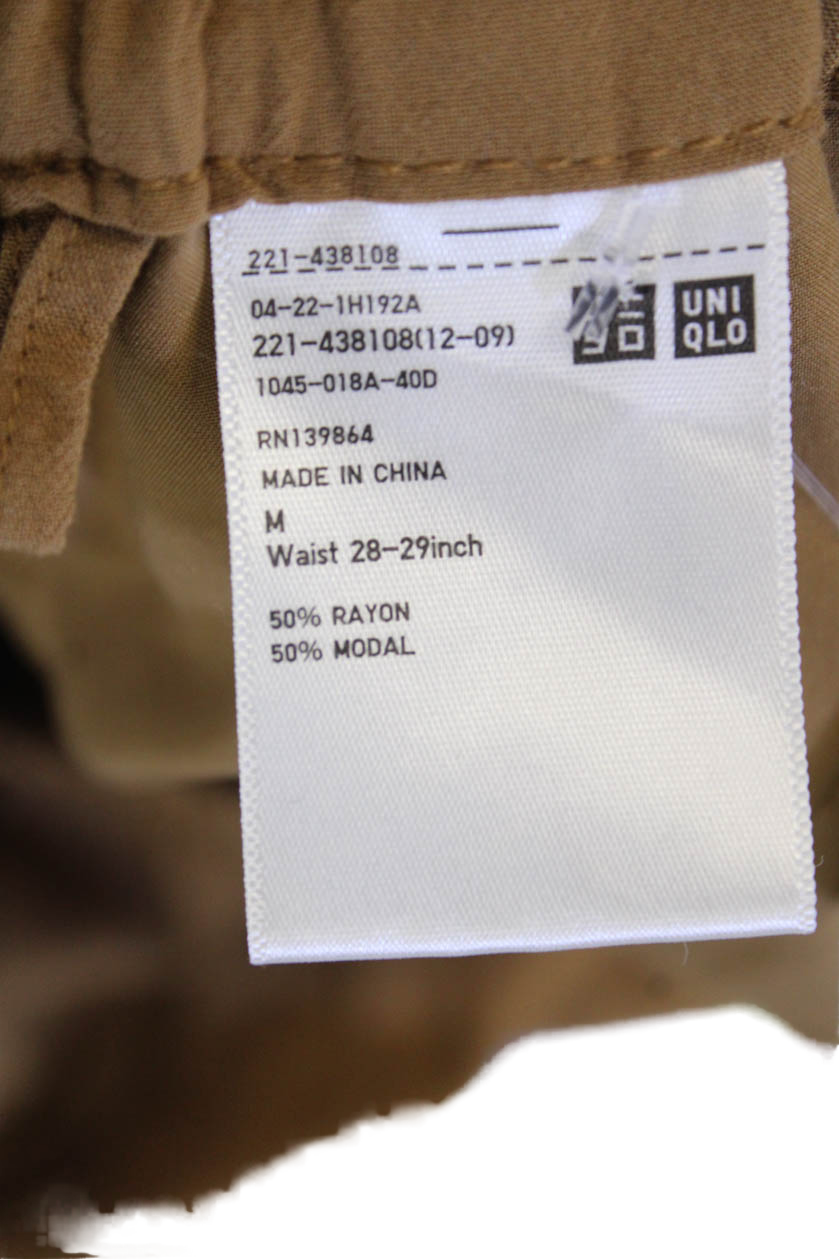 221-438108
04-22-1H192A
221-438108(12-09)
1045-018A-40D
UNI
QLO
RN139864
MADE IN CHINA
M
Waist 28-29inch
50% RAYON
50% MODAL